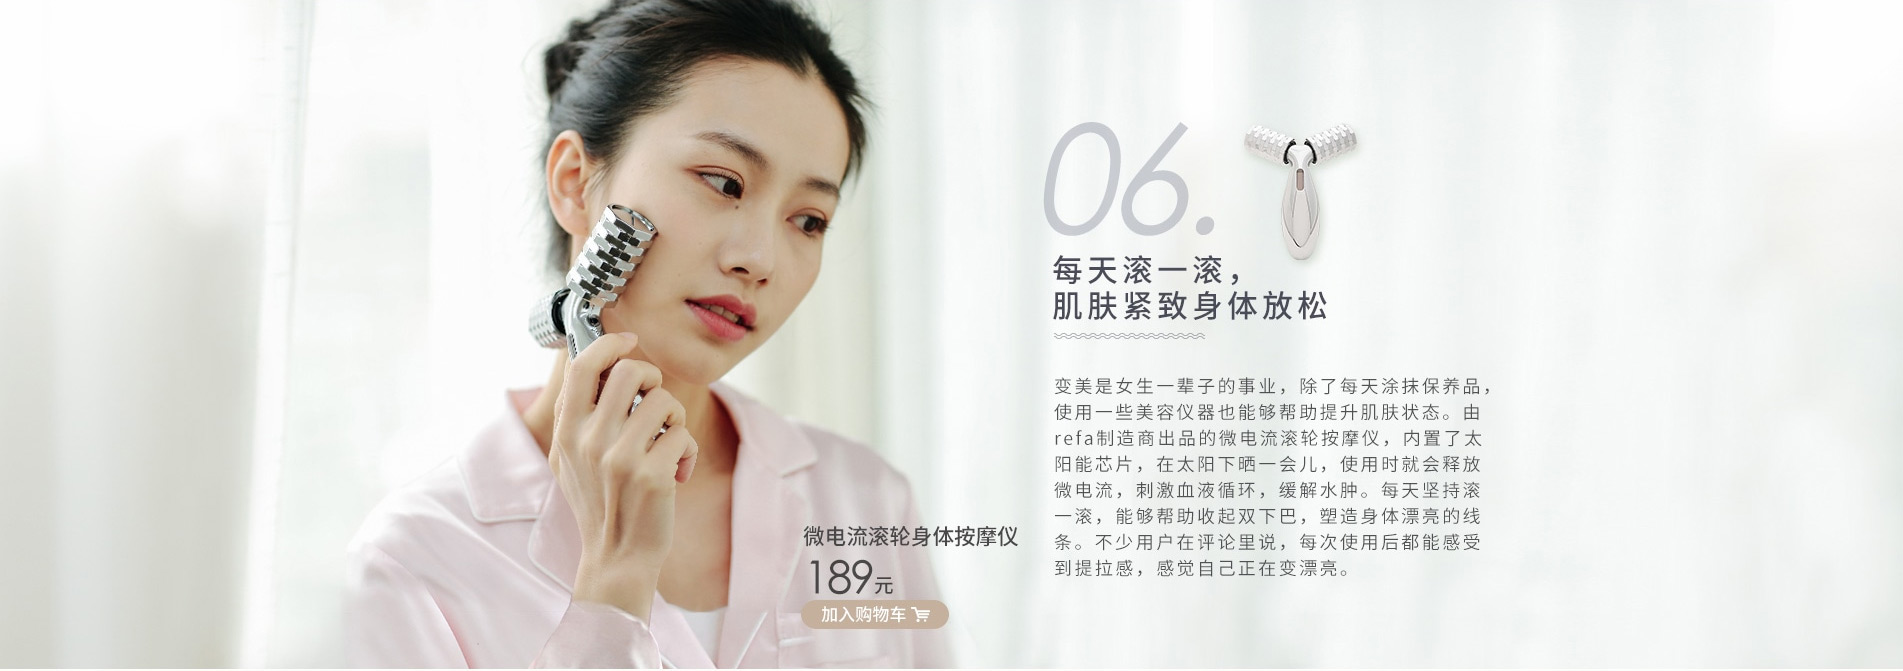 06.
每天滚一滚，
肌肤紧致身体放松
变美是女生一辈子的事业，除了每天涂抹保养品，
使用一些美容仪器也能够帮助提升肌肤状态。由
refa制造商出品的微电流滚轮按摩仪，内置了太
阳能芯片，在太阳下晒一会儿，使用时就会释放
微电流，刺激血液循环，缓解水肿。每天坚持滚
一滚，能够帮助收起双下巴，塑造身体漂亮的线
条。不少用户在评论里说，每次使用后都能感受
到提拉感，感觉自己正在变漂亮。
微电流滚轮身体按摩仪
189元
加入购物车